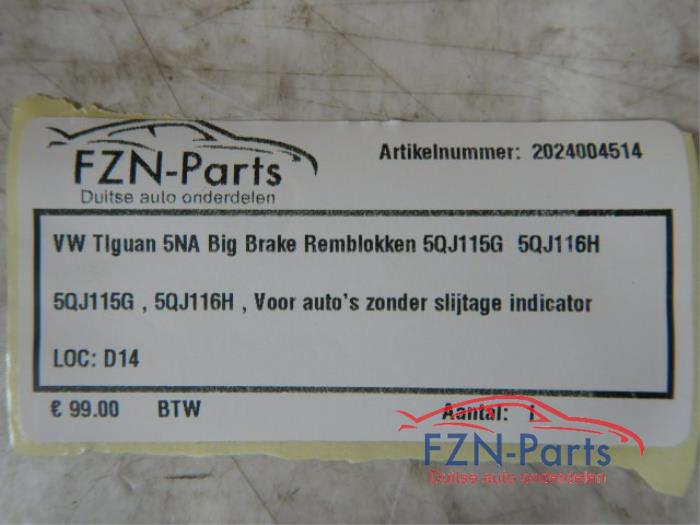 FZN-Parts
Duitse auto onderdelen
Artikelnummer: 2024004514
VW TIguan 5NA Big Brake Remblokken 5QJ115G 5QJ116H
5QJ115G , 5QJ116H , Voor auto's zonder slijtage indicator
LOC: D14
€ 99.00 BTW
Aantal: 1
FZN-Parts
Duitse auto onderdelen